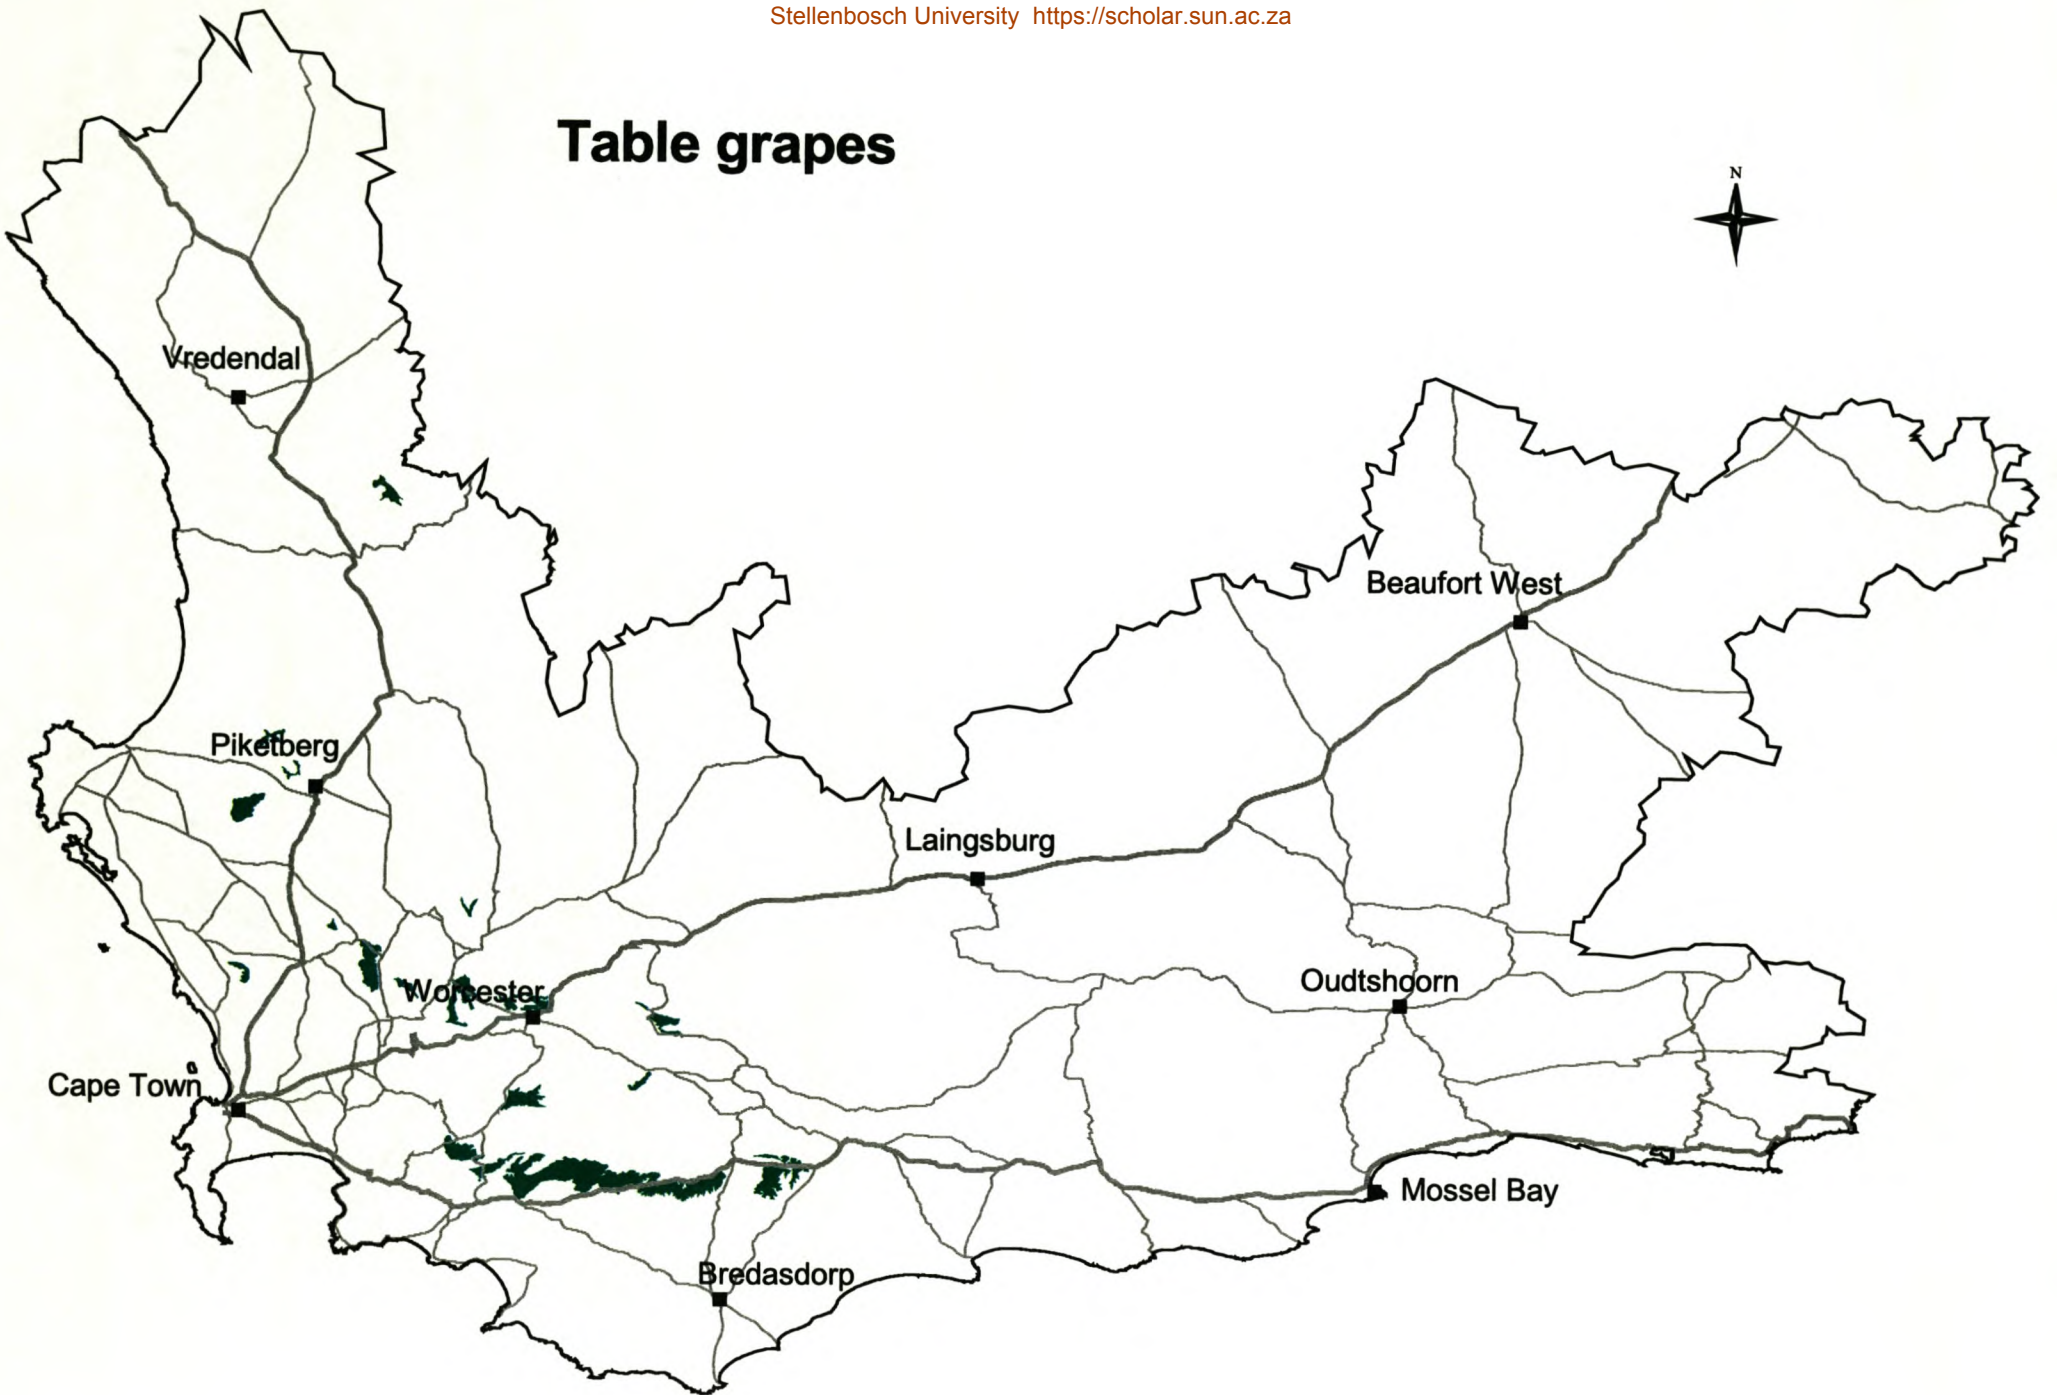 Stellenbosch University https://scholar.sun.ac.za
Table grapes
N
Vredendal
Beaufort West
Piketberg
Laingsburg
Worcester
Oudtshoorn
Cape Town
Mossel Bay
Bredasdorp